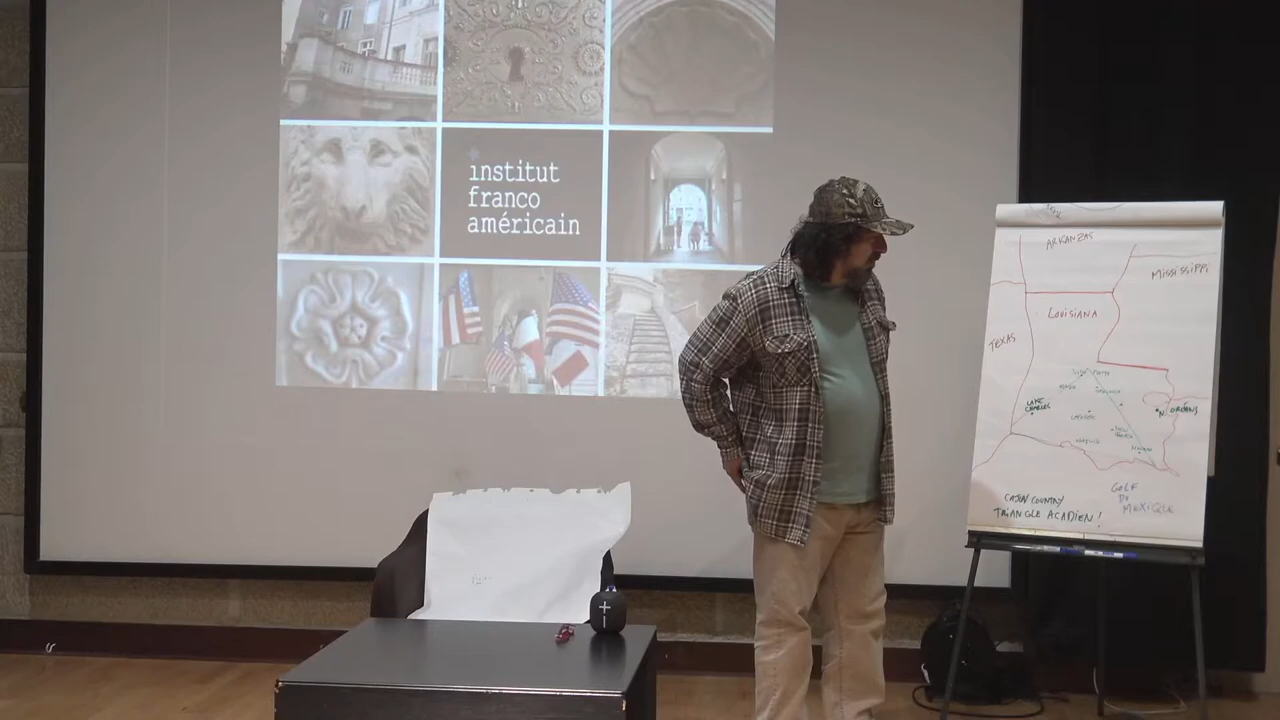 institut
franco
américain
ARKANZAS
MISSISSIPPI
LOUISIANA
TEXAS
LAKE
CHARLES
N. ORLÉANS
GOLF
DU
MEXIQUE
CAJUN COUNTRY
TRIANGLE ACADIEN!